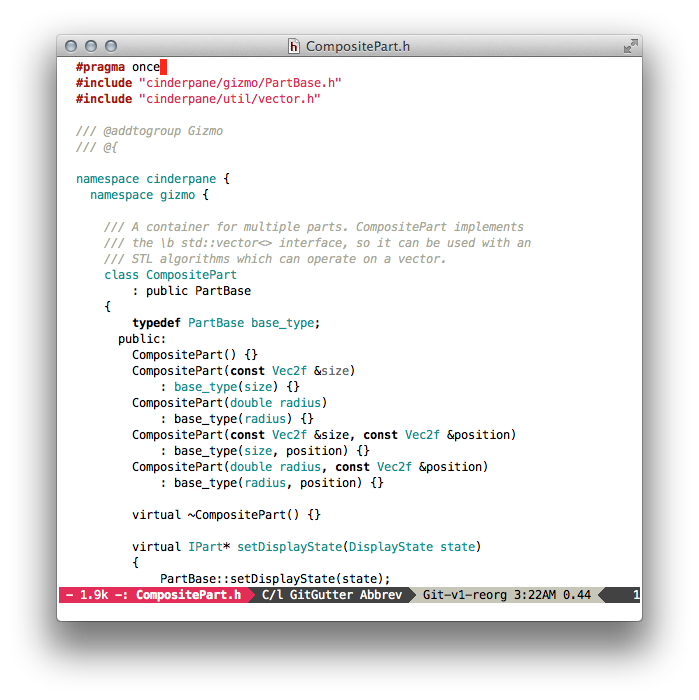 CompositePart.h
#pragma once
#include "cinderpane/gizmo/PartBase.h"
#include "cinderpane/util/vector.h"
/// @addtogroup Gizmo
/// @{
namespace cinderpane {
namespace gizmo {
/// A container for multiple parts. CompositePart implements
/// the \b std::vector<> interface, so it can be used with an
/// STL algorithms which can operate on a vector.
class CompositePart
: public PartBase
{
typedef PartBase base_type;
public:
CompositePart() {}
CompositePart(const Vec2f &size)
: base_type(size) {}
CompositePart(double radius)
: base_type(radius) {}
CompositePart(const Vec2f &size, const Vec2f &position)
: base_type(size, position) {}
CompositePart(double radius, const Vec2f &position)
: base_type(radius, position) {}
virtual ~CompositePart() {}
virtual IPart* setDisplayState(DisplayState state)
{
PartBase::setDisplayState(state);
- 1.9k -: CompositePart.h C/l GitGutter Abbrev Git-v1-reorg 3:22AM 0.44 1